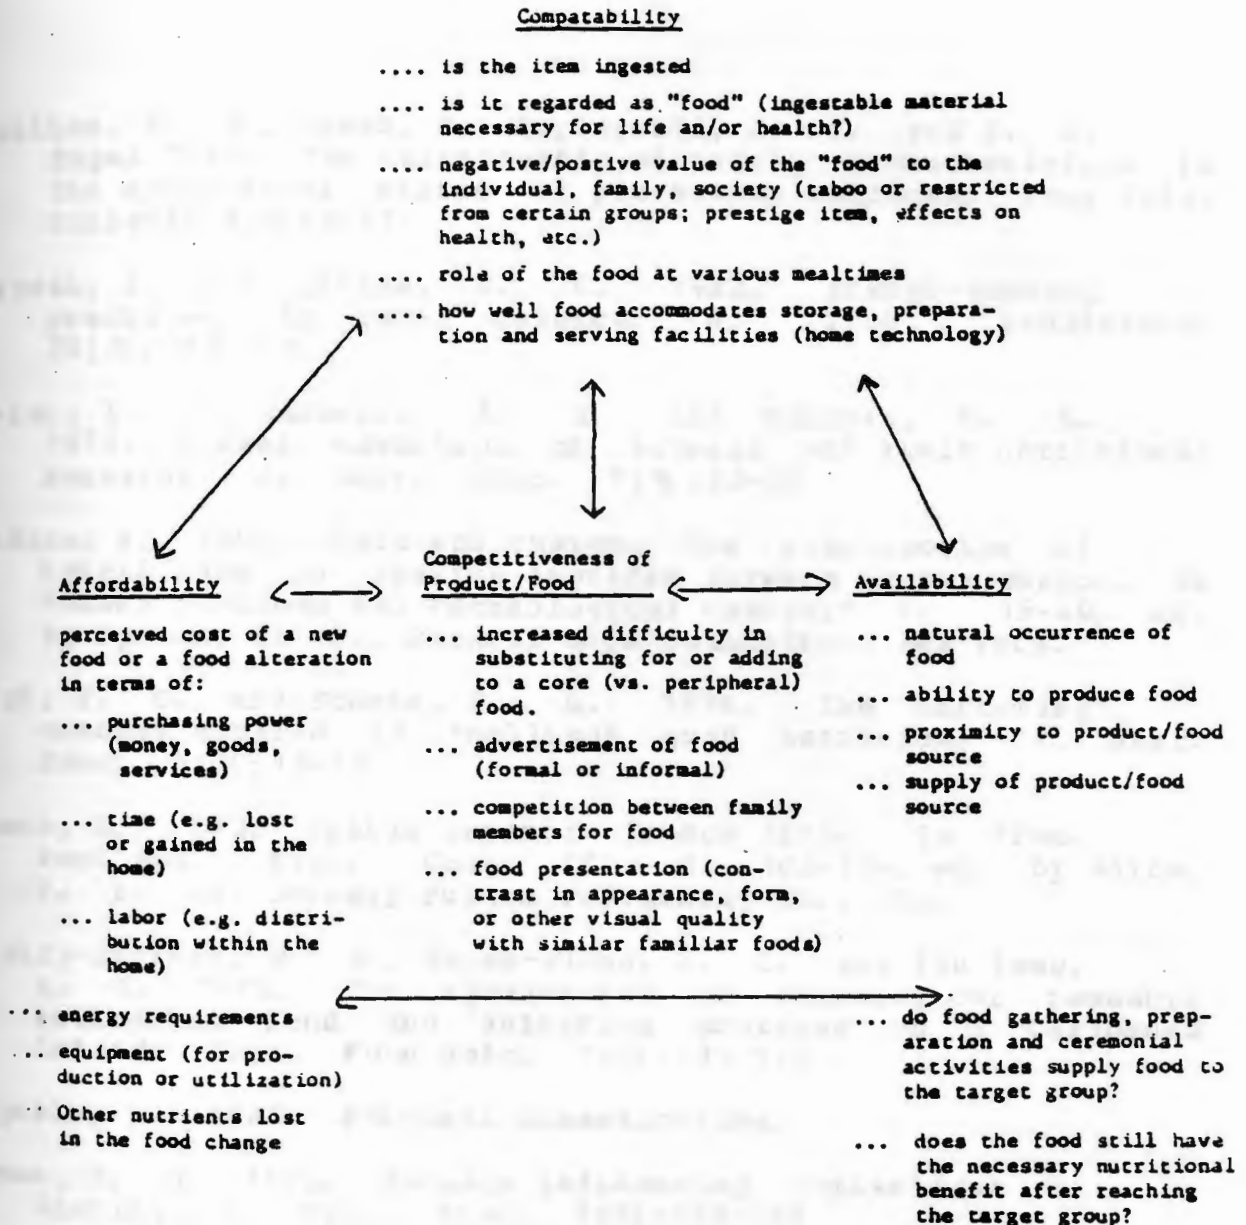 Compatability
.... is the item ingested
.... is it regarded as "food" (ingestable material
necessary for life an/or health?)
.... negative/postive value of the "food" to the
individual, family, society (taboo or restricted
from certain groups; prestige item, effects on
health, etc.)
.... role of the food at various mealtimes
.... how well food accommodates storage, prepara-
tion and serving facilities (home technology)
Affordability
perceived cost of a new
food or a food alteration
in terms of:
... purchasing power
(money, goods,
services)
... time (e.g. lost
or gained in the
home)
... labor (e.g. distri-
bution within the
home)
... energy requirements
... equipment (for pro-
duction or utilization)
... Other nutrients lost
in the food change
Competitiveness of
Product/Food
... increased difficulty in
substituting for or adding
to a core (vs. peripheral)
food.
... advertisement of food
(formal or informal)
... competition between family
members for food
... food presentation (con-
trast in appearance, form,
or other visual quality
with similar familiar foods)
Availability
... natural occurrence of
food
... ability to produce food
... proximity to product/food
source
... supply of product/food
source
... do food gathering, prep-
aration and ceremonial
activities supply food to
the target group?
... does the food still have
the necessary nutritional
benefit after reaching
the target group?